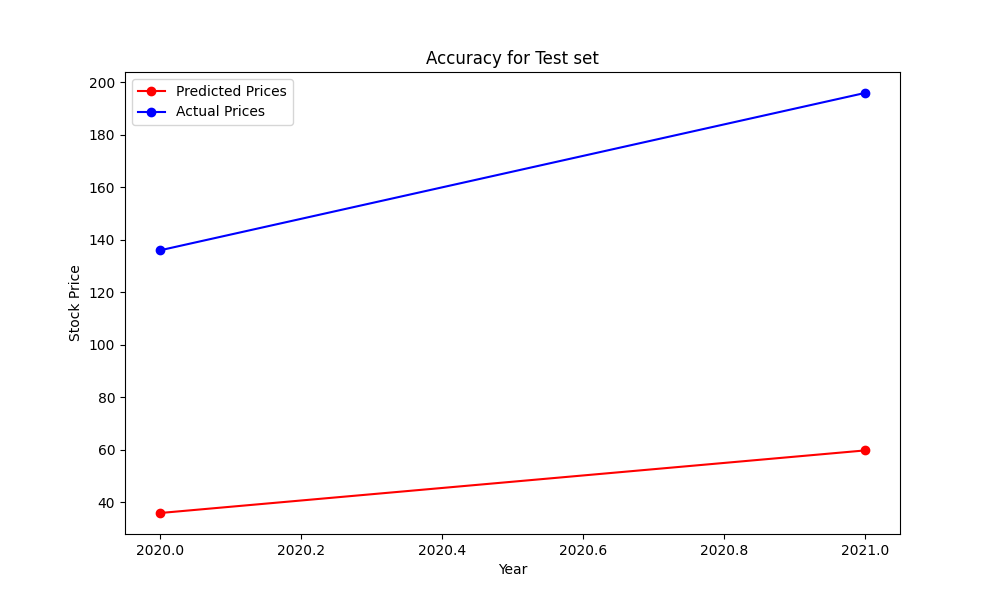 Accuracy for Test set
Predicted Prices
Actual Prices
Stock Price
200
180
160
140
120
100
80
60
40
2020.0 2020.2 2020.4 2020.6 2020.8 2021.0
Year